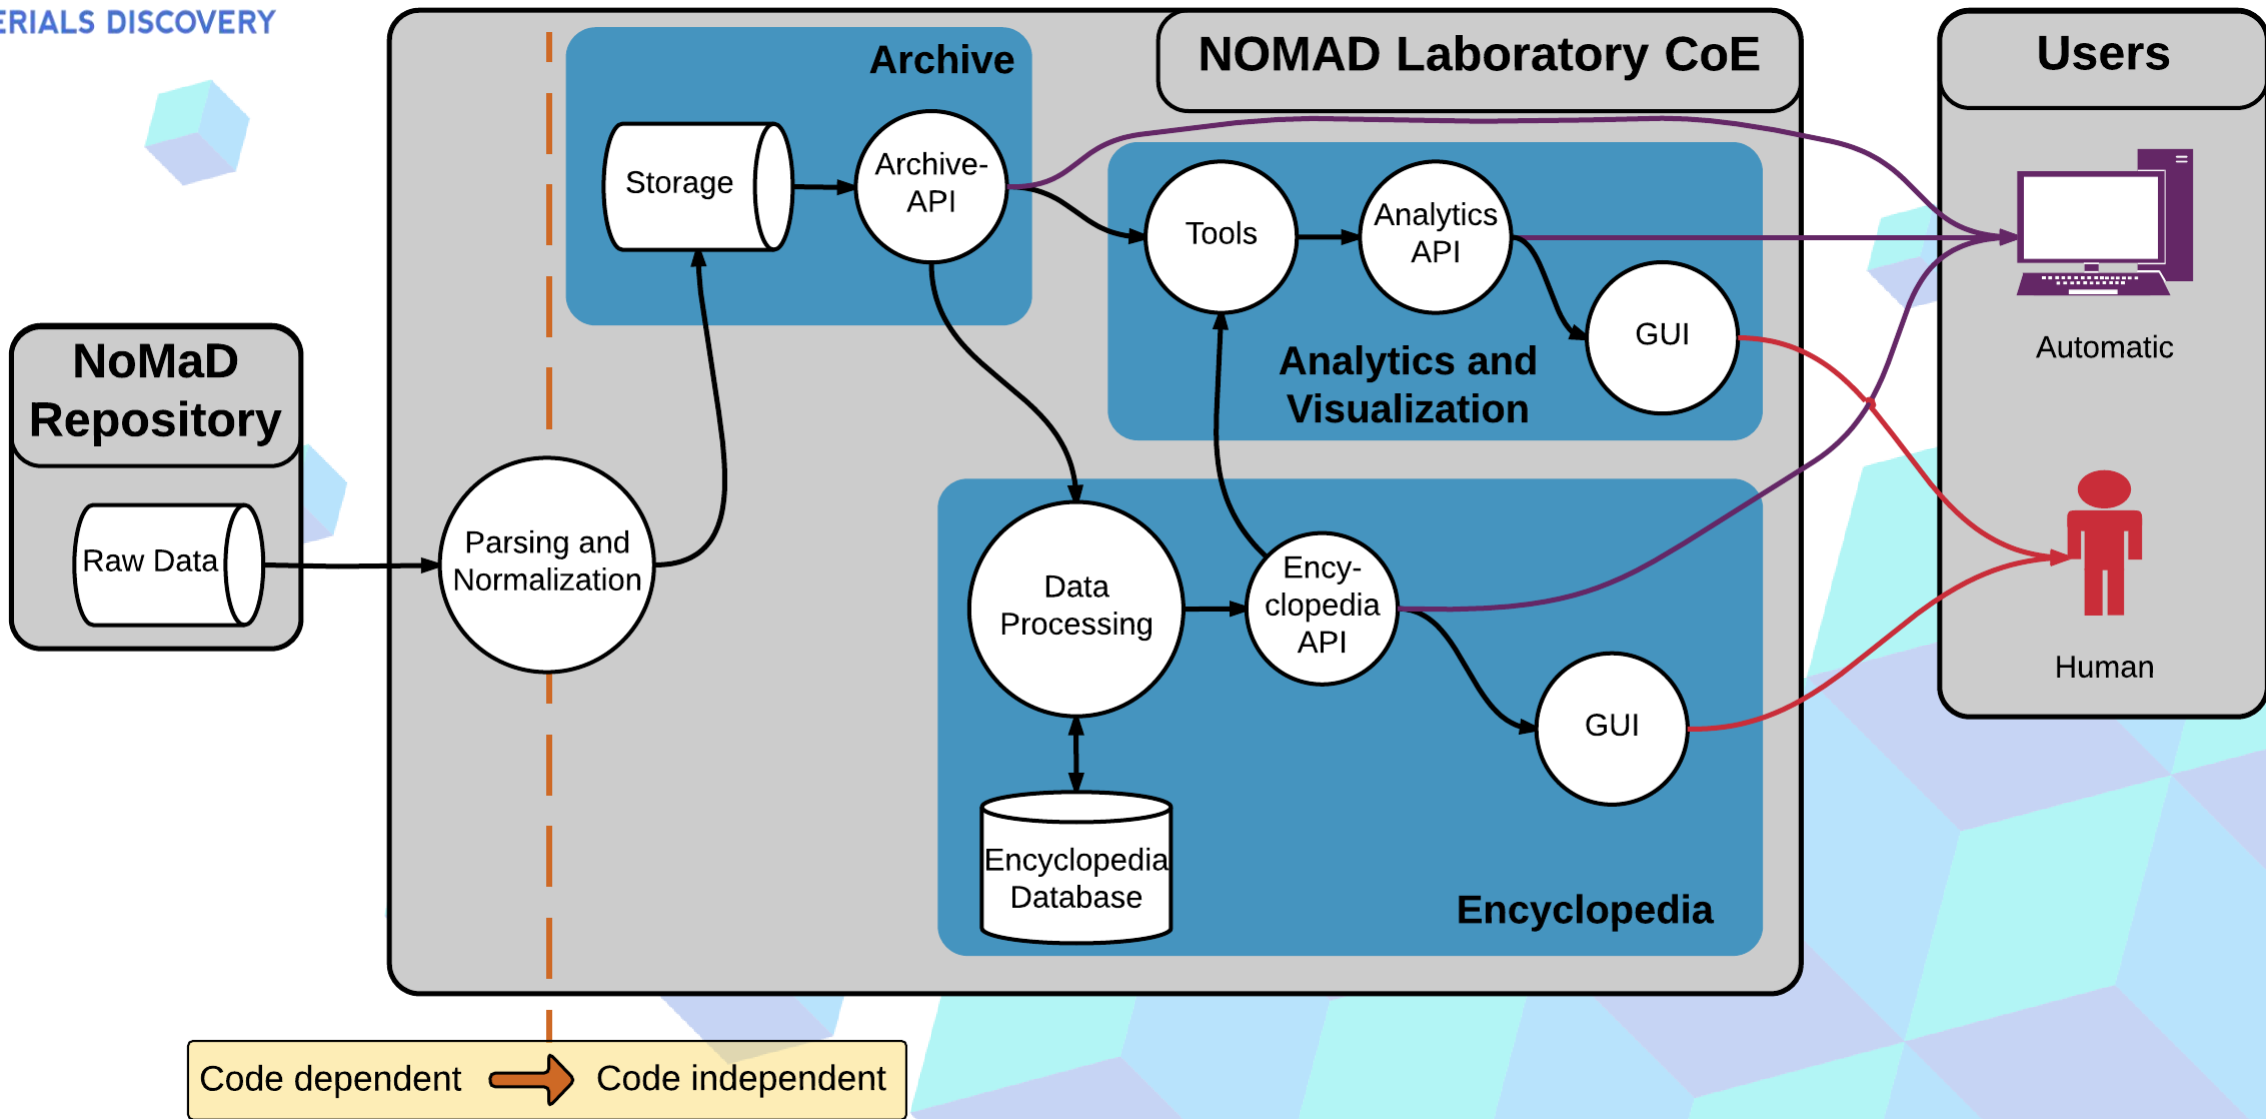 MATERIALS DISCOVERY
NOMAD Laboratory CoE
Users
Archive
Storage
Archive-
API
Tools
Analytics
API
GUI
Analytics and
Visualization
Automatic
NoMaD
Repository
Raw Data
Parsing and
Normalization
Data
Processing
Ency-
clopedia
API
GUI
Encyclopedia
Database
Encyclopedia
Human
Code dependent
Code independent